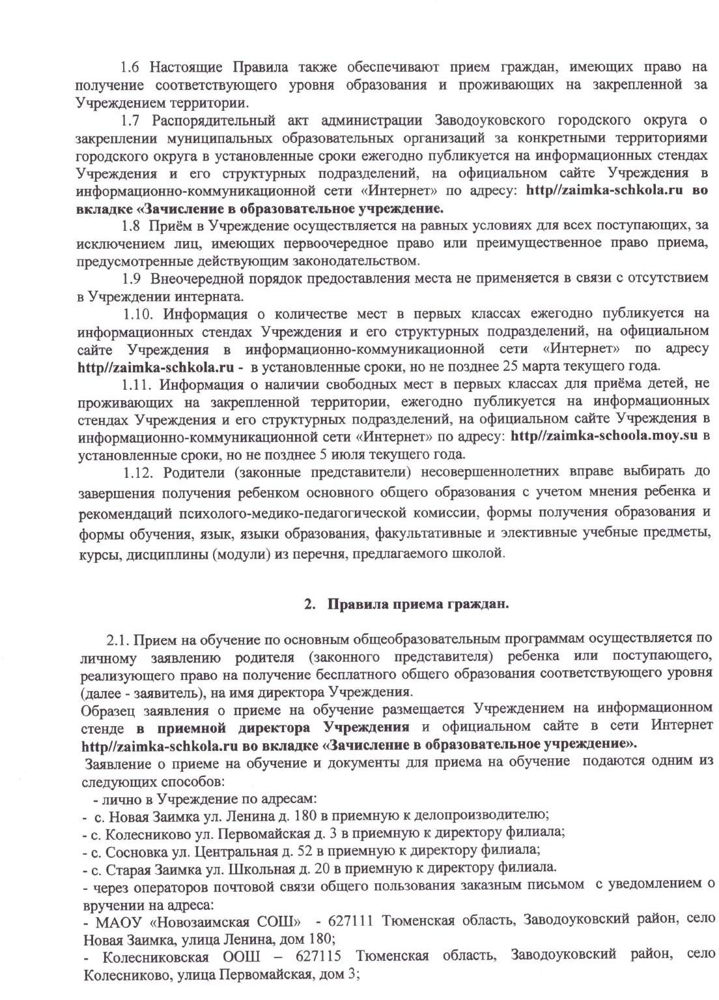 1.6 Настоящие Правила также обеспечивают прием граждан, имеющих право на
получение соответствующего уровня образования и проживающих на закрепленной за
Учреждением территории.
1.7 Распорядительный акт администрации Заводоуковского городского округа о
закреплении муниципальных образовательных организаций за конкретными территориями
городского округа в установленные сроки ежегодно публикуется на информационных стендах
Учреждения и его структурных подразделений, на официальном сайте Учреждения в
информационно-коммуникационной сети «Интернет» по адресу: http//zaimka-schkola.ru во
вкладке «Зачисление в образовательное учреждение.
1.8 Приём в Учреждение осуществляется на равных условиях для всех поступающих, за
исключением лиц, имеющих первоочередное право или преимущественное право приема,
предусмотренные действующим законодательством.
1.9 Внеочередной порядок предоставления места не применяется в связи с отсутствием
в Учреждении интерната.
1.10. Информация о количестве мест в первых классах ежегодно публикуется на
информационных стендах Учреждения и его структурных подразделений, на официальном
сайте Учреждения в информационно-коммуникационной сети «Интернет» по адресу
http//zaimka-schkola.ru - в установленные сроки, но не позднее 25 марта текущего года.
1.11. Информация о наличии свободных мест в первых классах для приёма детей, не
проживающих на закрепленной территории, ежегодно публикуется на информационных
стендах Учреждения и его структурных подразделений, на официальном сайте Учреждения в
информационно-коммуникационной сети «Интернет» по адресу: http//zaimka-schoola.moy.su в
установленные сроки, но не позднее 5 июля текущего года.
1.12. Родители (законные представители) несовершеннолетних вправе выбирать до
завершения получения ребенком основного общего образования с учетом мнения ребенка и
рекомендаций психолого-медико-педагогической комиссии, формы получения образования и
формы обучения, язык, языки образования, факультативные и элективные учебные предметы,
курсы, дисциплины (модули) из перечня, предлагаемого школой.
2. Правила приема граждан.
2.1. Прием на обучение по основным общеобразовательным программам осуществляется по
личному заявлению родителя (законного представителя) ребенка или поступающего,
реализующего право на получение бесплатного общего образования соответствующего уровня
(далее - заявитель), на имя директора Учреждения.
Образец заявления о приеме на обучение размещается Учреждением на информационном
стенде в приемной директора Учреждения и официальном сайте в сети Интернет
http//zaimka-schkola.ru во вкладке «Зачисление в образовательное учреждение».
Заявление о приеме на обучение и документы для приема на обучение подаются одним из
следующих способов:
- лично в Учреждение по адресам:
- с. Новая Заимка ул. Ленина д. 180 в приемную к делопроизводителю;
- с. Колесниково ул. Первомайская д. 3 в приемную к директору филиала;
- с. Сосновка ул. Центральная д. 52 в приемную к директору филиала;
- с. Старая Заимка ул. Школьная д. 20 в приемную к директору филиала.
- через операторов почтовой связи общего пользования заказным письмом с уведомлением о
вручении на адреса:
- МАОУ «Новозаимская СОШ» - 627111 Тюменская область, Заводоуковский район, село
Новая Заимка, улица Ленина, дом 180;
- Колесниковская ООШ – 627115 Тюменская область, Заводоуковский район, село
Колесниково, улица Первомайская, дом 3;